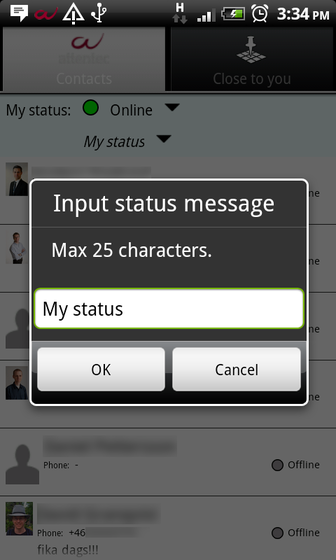 H
3:34 PM
Contacts
Close to you
My status: Online
My status
Input status message
Max 25 characters.
My status
OK
Cancel
Phone: -
Offline
Phone: +46
Offline
fika dags!!!